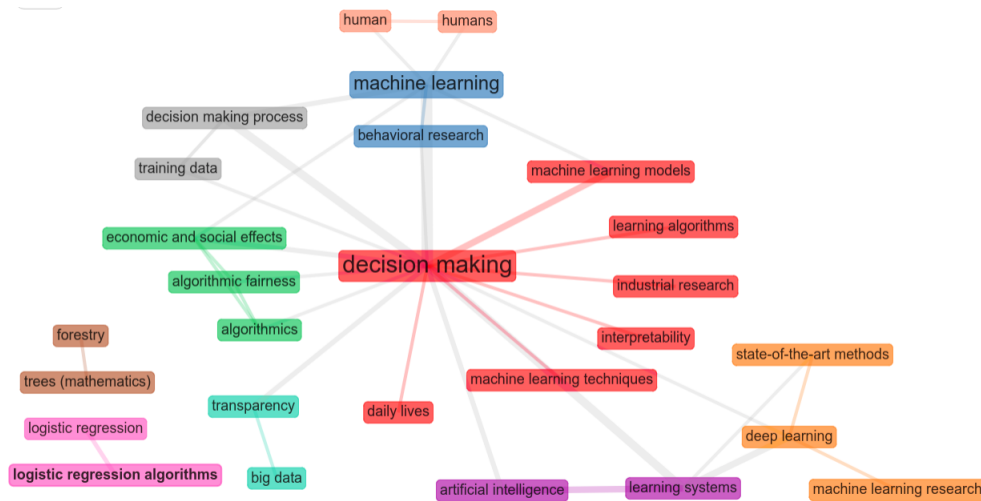 human
humans
machine learning
decision making process
behavioral research
training data
machine learning models
learning algorithms
economic and social effects
decision making
algorithmic fairness
industrial research
algorithmics
forestry
interpretability
state-of-the-art methods
trees (mathematics)
machine learning techniques
transparency
daily lives
logistic regression
deep learning
logistic regression algorithms
big data
artificial intelligence
learning systems
machine learning research